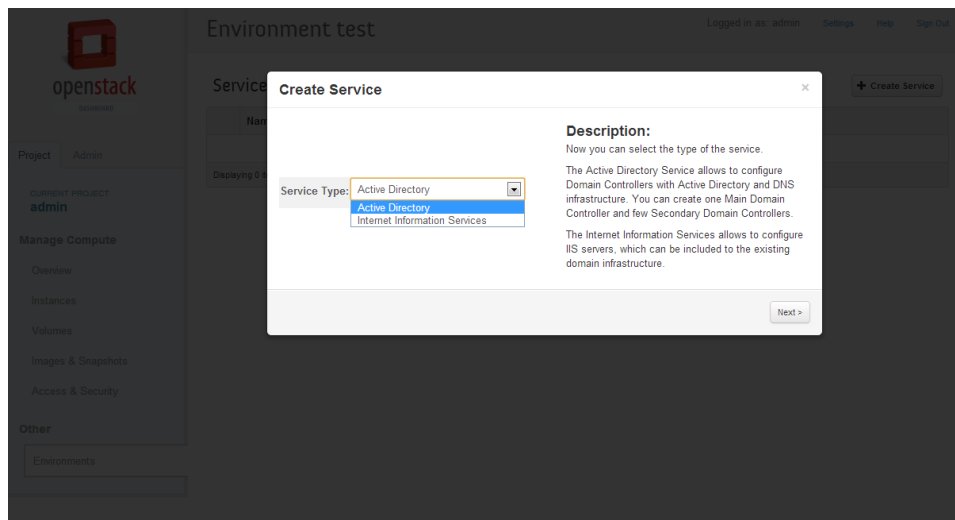 openstack
DASHBOARD
Project
Admin
CURRENT PROJECT
admin
Manage Compute
Overview
Instances
Volumes
Images & Snapshots
Access & Security
Other
Environments
Environment test
Logged in as: admin
Settings
Help
Sign Out
Service
+ Create Service
Nam
Displaying 0 it
Create Service
×
Service Type:
Active Directory
Active Directory
Internet Information Services
Description:
Now you can select the type of the service.
The Active Directory Service allows to configure
Domain Controllers with Active Directory and DNS
infrastructure. You can create one Main Domain
Controller and few Secondary Domain Controllers.
The Internet Information Services allows to configure
IIS servers, which can be included to the existing
domain infrastructure.
Next >